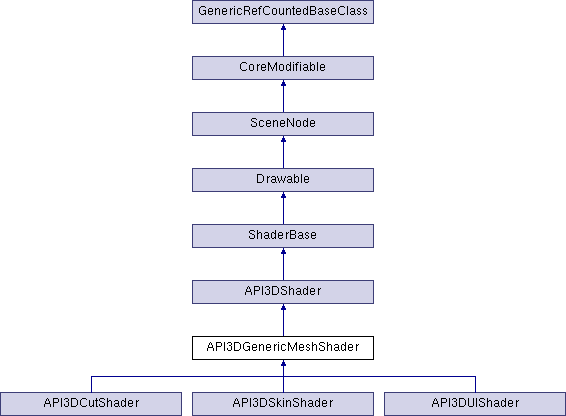 GenericRefCountedBaseClass
CoreModifiable
SceneNode
Drawable
ShaderBase
API3DShader
API3DGenericMeshShader
API3DCutShader
API3DSkinShader
API3DUIShader